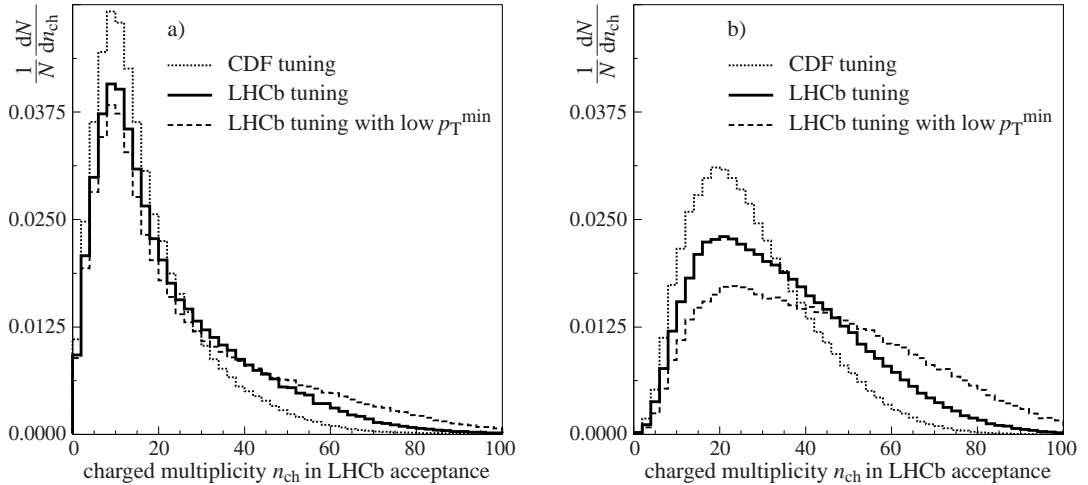 1/N dN/dn_ch
a)
CDF tuning
LHCb tuning
LHCb tuning with low p_T^min
0.0375
0.0250
0.0125
0.0000
0 20 40 60 80 100
charged multiplicity n_ch in LHCb acceptance
1/N dN/dn_ch
b)
CDF tuning
LHCb tuning
LHCb tuning with low p_T^min
0.0375
0.0250
0.0125
0.0000
0 20 40 60 80 100
charged multiplicity n_ch in LHCb acceptance